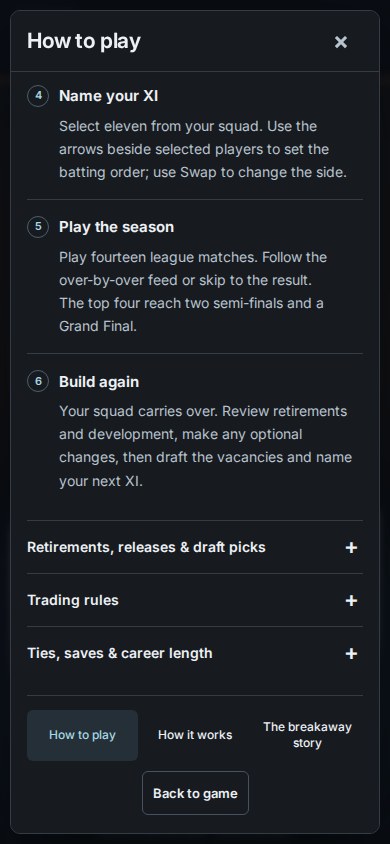 How to play ×
4 Name your XI
Select eleven from your squad. Use the
arrows beside selected players to set the
batting order; use Swap to change the side.
5 Play the season
Play fourteen league matches. Follow the
over-by-over feed or skip to the result.
The top four reach two semi-finals and a
Grand Final.
6 Build again
Your squad carries over. Review retirements
and development, make any optional
changes, then draft the vacancies and name
your next XI.
Retirements, releases & draft picks +
Trading rules +
Ties, saves & career length +
How to play
How it works
The breakaway
story
Back to game